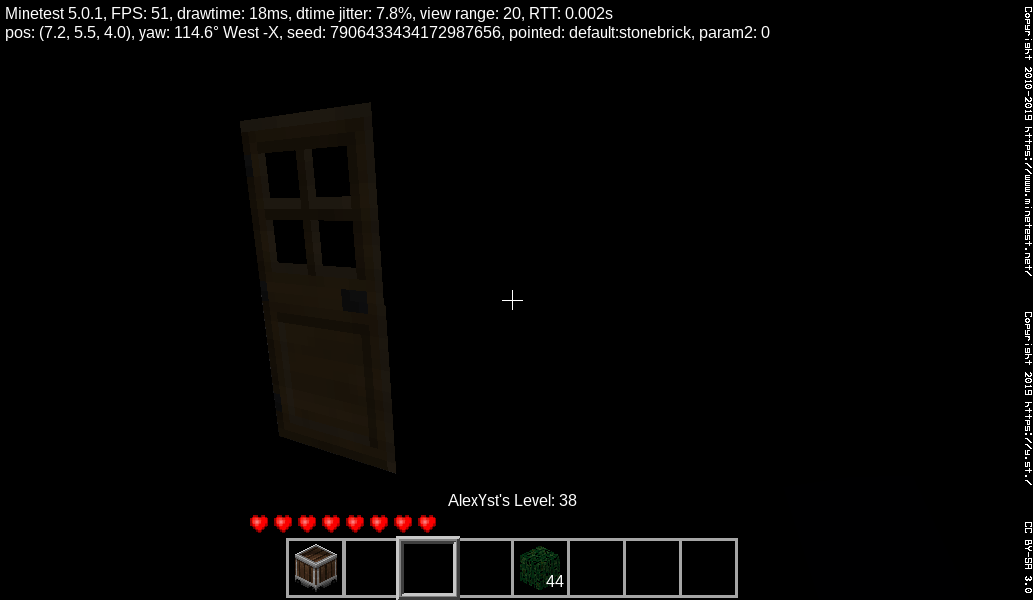 Minetest 5.0.1, FPS: 51, drawtime: 18ms, dtime jitter: 7.8%, view range: 20, RTT: 0.002s
pos: (7.2, 5.5, 4.0), yaw: 114.6° West -X, seed: 7906433434172987656, pointed: default:stonebrick, param2: 0
AlexYst's Level: 38
44
Copyright 2010-2019 https://www.minetest.net/
Copyright 2019 https://y.st./
CC BY-SA 3.0